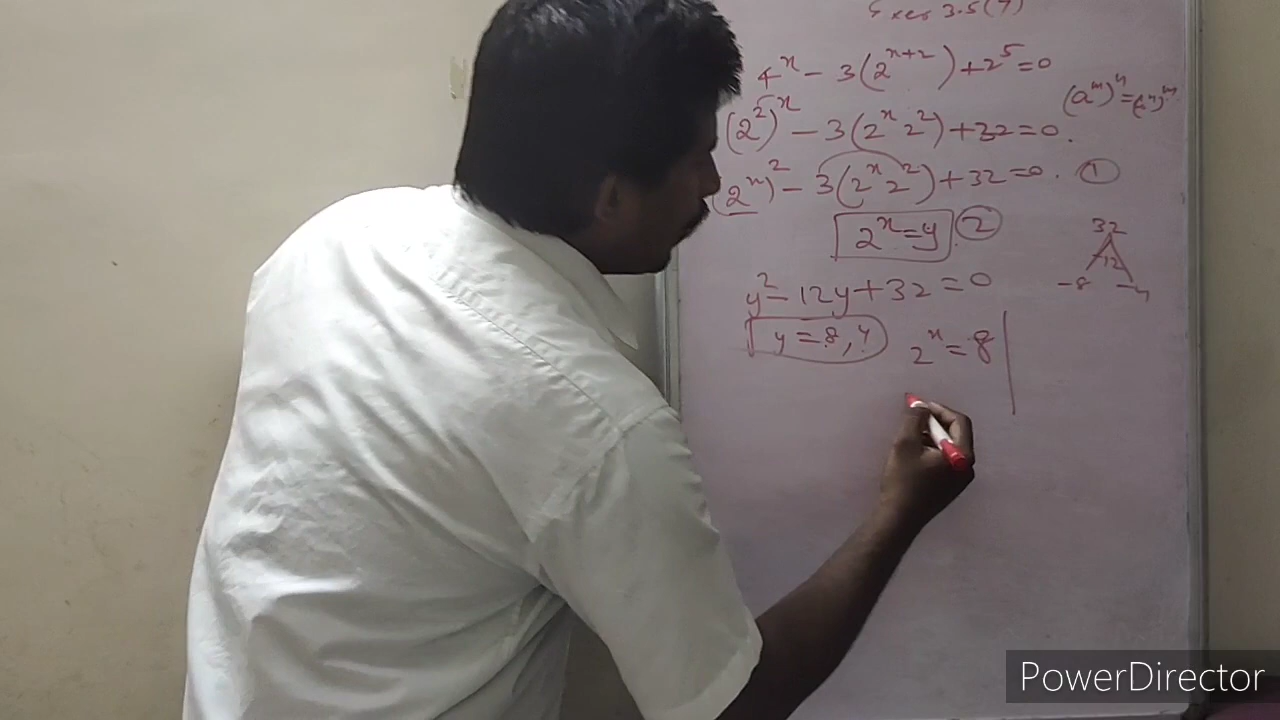 Exer 3.5(7)
4^x - 3(2^{x+2}) + 2^5 = 0
(2^2)^x - 3(2^x 2^2) + 32 = 0.
(a^m)^n = (a^n)^m
(2^x)^2 - 3(2^x 2^2) + 32 = 0. ①
2^x = y ②
32
12
-8 -4
y^2 - 12y + 32 = 0
y = 8, 4
2^x = 8
PowerDirector